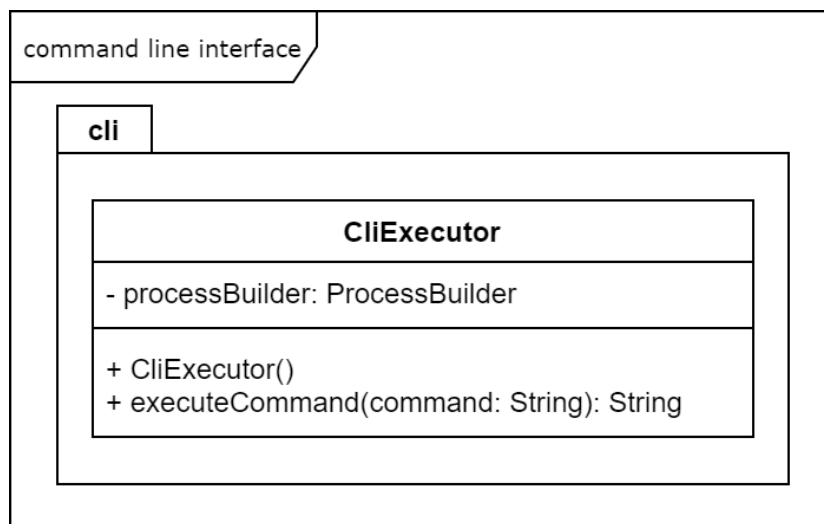 command line interface
cli
CliExecutor
- processBuilder: ProcessBuilder
+ CliExecutor()
+ executeCommand(command: String): String